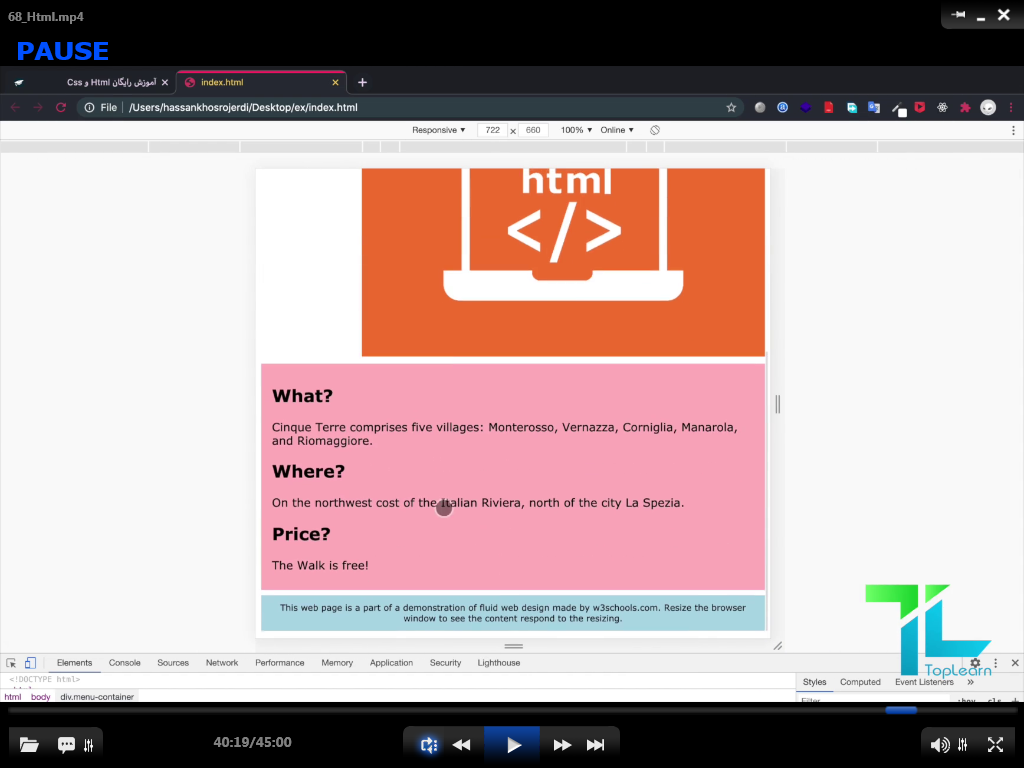 68_Html.mp4
PAUSE
آموزش رایگان Html و Css
index.html
File
/Users/hassankhosrojerdi/Desktop/ex/index.html
Responsive
722 x 660
100%
Online
html
</>
What?
Cinque Terre comprises five villages: Monterosso, Vernazza, Corniglia, Manarola,
and Riomaggiore.
Where?
On the northwest cost of the Italian Riviera, north of the city La Spezia.
Price?
The Walk is free!
This web page is a part of a demonstration of fluid web design made by w3schools.com. Resize the browser
window to see the content respond to the resizing.
TopLearn
Elements Console Sources Network Performance Memory Application Security Lighthouse
<!DOCTYPE html>
Styles Computed Event Listeners »
html body div.menu-container
Filter :hov .cls +
40:19/45:00